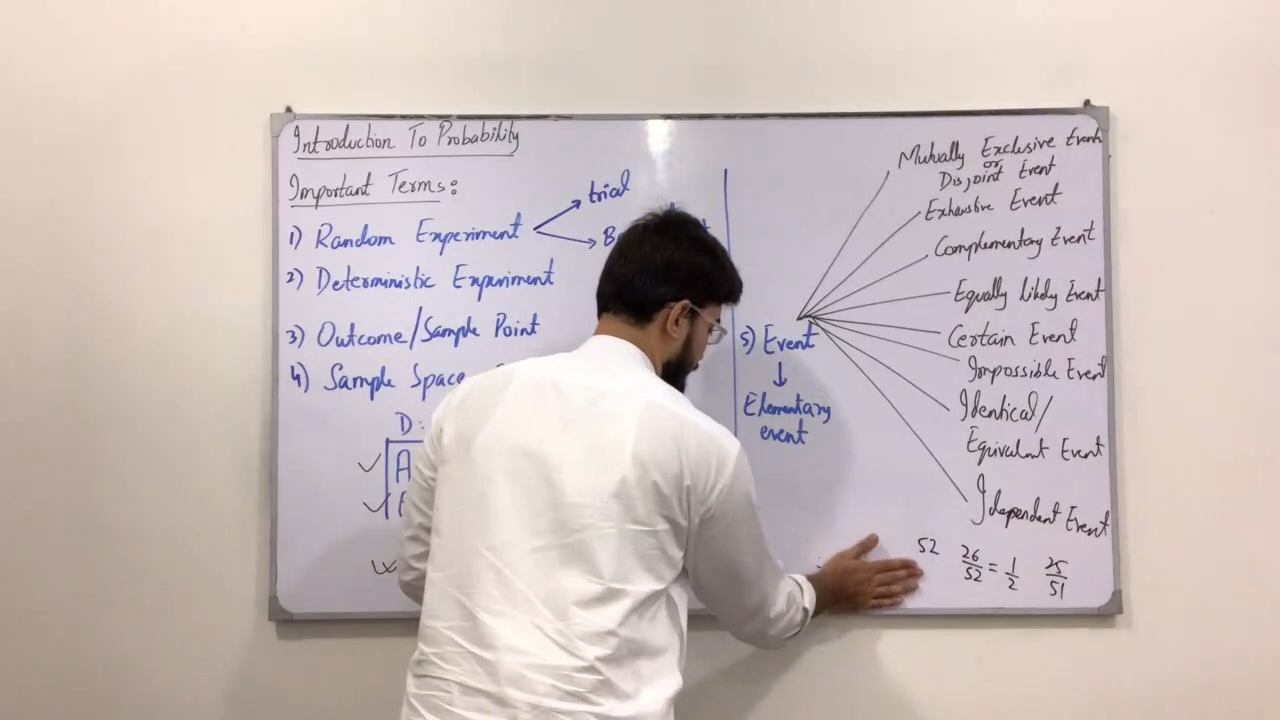 Introduction To Probability
Important Terms:
1) Random Experiment
trial
2) Deterministic Experiment
3) Outcome/Sample Point
4) Sample Space
D:
5) Event
↓
Elementary
event
Mutually Exclusive Events
or
Disjoint Event
Exhaustive Event
Complementary Event
Equally Likely Event
Certain Event
Impossible Event
Identical/
Equivalent Event
Idependent Event
52 26/52 = 1/2 25/51